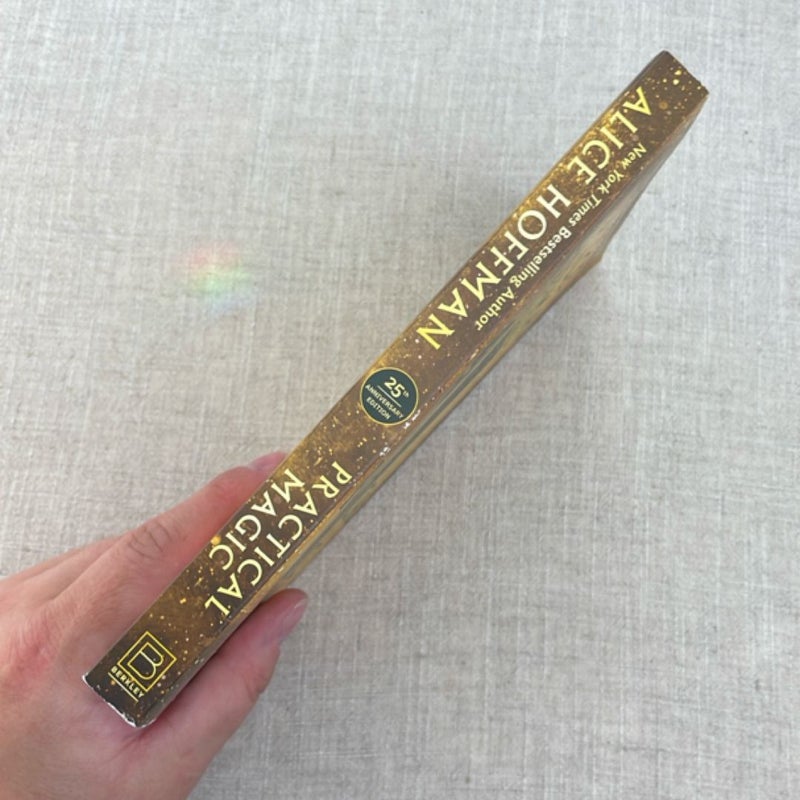 ALICE HOFFMAN
New York Times Bestselling Author
25th
ANNIVERSARY
EDITION
PRACTICAL
MAGIC
B
BERKLEY